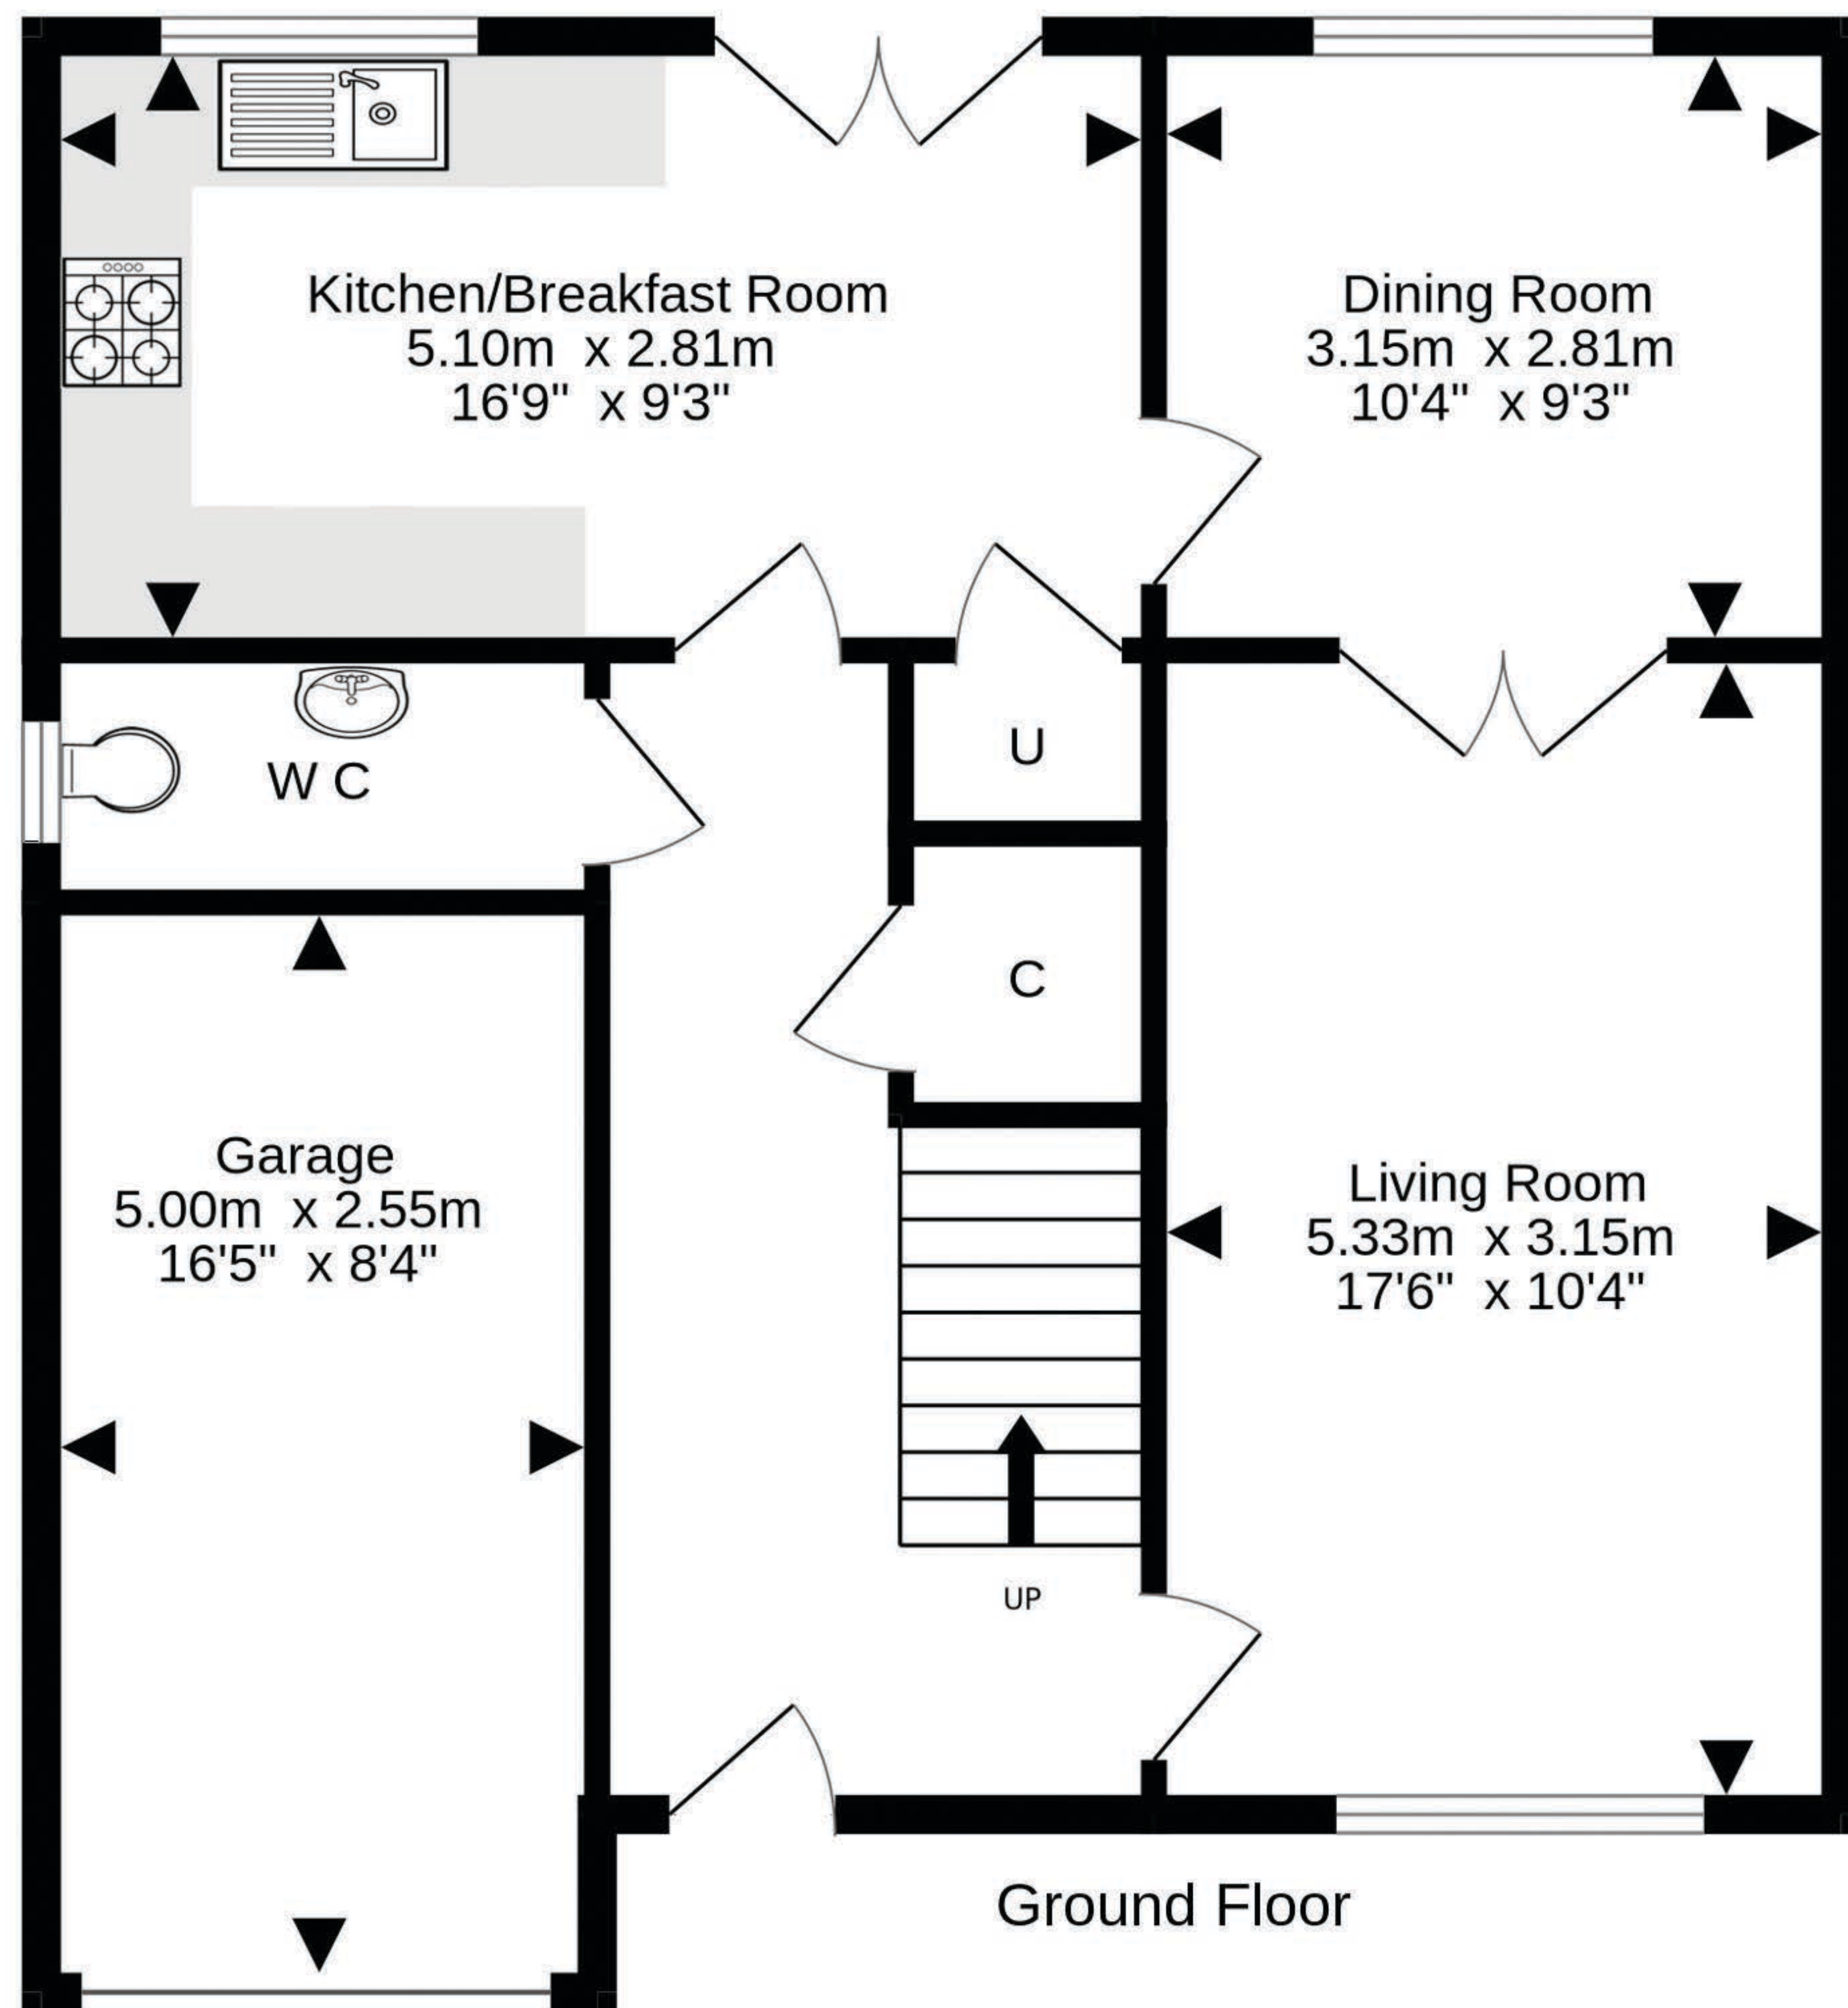 Kitchen/Breakfast Room
5.10m x 2.81m
16'9" x 9'3"
Dining Room
3.15m x 2.81m
10'4" x 9'3"
W C
U
C
Garage
5.00m x 2.55m
16'5" x 8'4"
Living Room
5.33m x 3.15m
17'6" x 10'4"
UP
Ground Floor